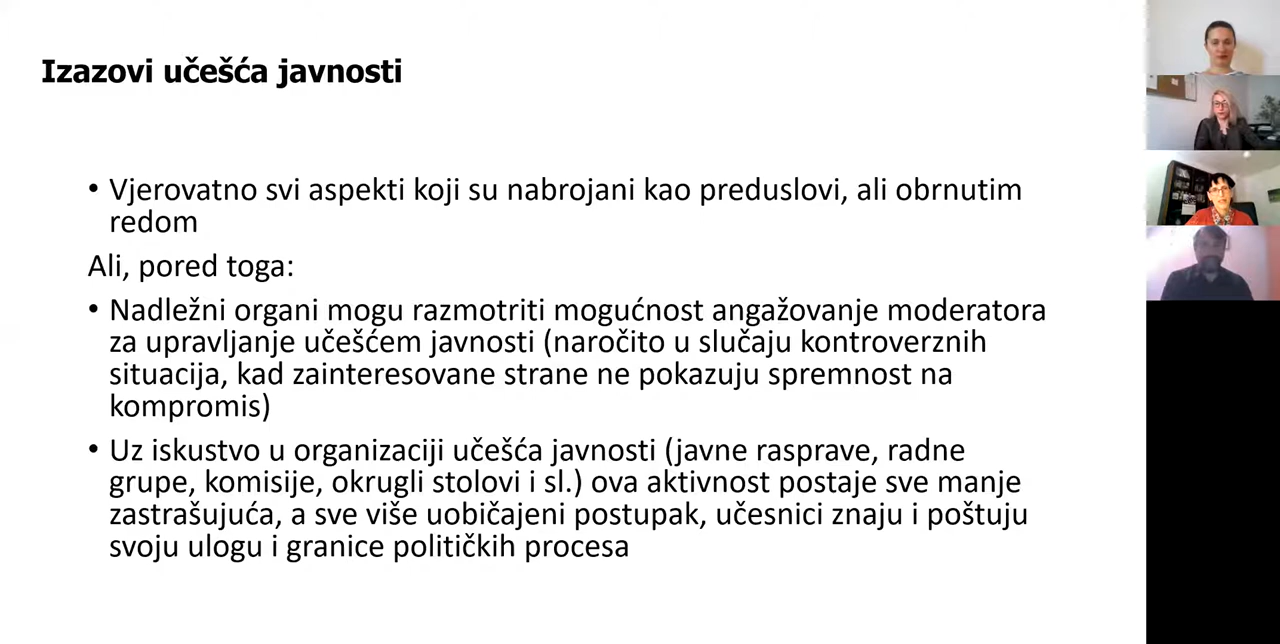 Izazovi učešća javnosti
• Vjerovatno svi aspekti koji su nabrojani kao preduslovi, ali obrnutim
redom
Ali, pored toga:
• Nadležni organi mogu razmotriti mogućnost angažovanje moderatora
za upravljanje učešćem javnosti (naročito u slučaju kontroverznih
situacija, kad zainteresovane strane ne pokazuju spremnost na
kompromis)
• Uz iskustvo u organizaciji učešća javnosti (javne rasprave, radne
grupe, komisije, okrugli stolovi i sl.) ova aktivnost postaje sve manje
zastrašujuća, a sve više uobičajeni postupak, učesnici znaju i poštuju
svoju ulogu i granice političkih procesa